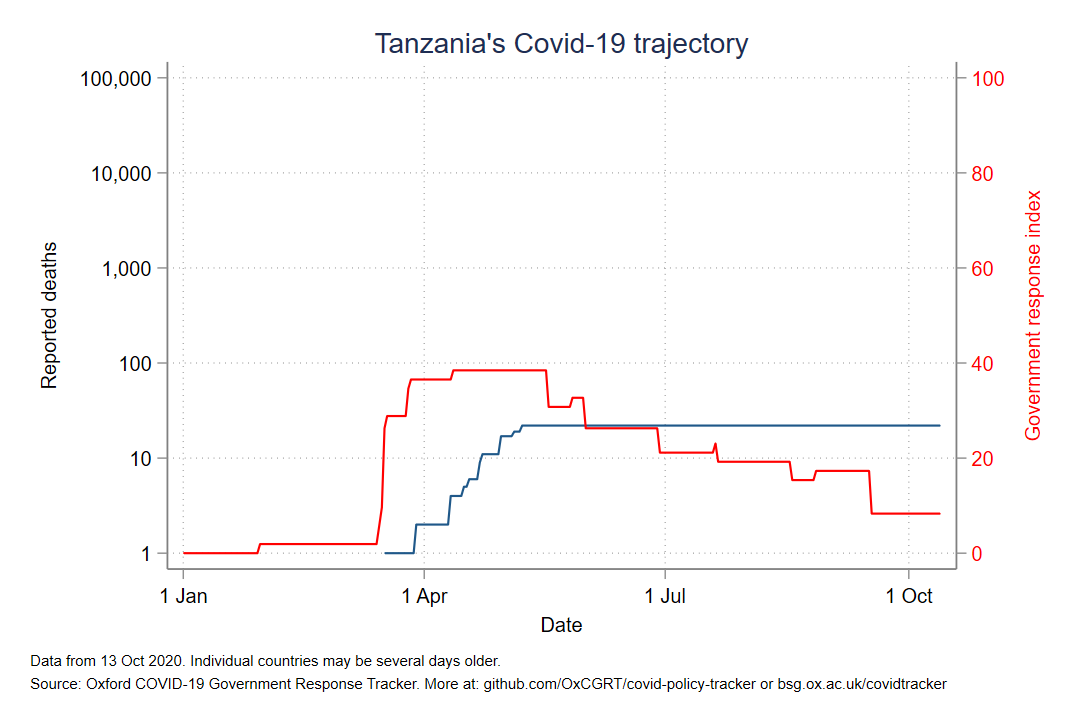 Tanzania's Covid-19 trajectory
100,000
10,000
1,000
100
10
1
Reported deaths
100
80
60
40
20
0
Government response index
1 Jan
1 Apr
1 Jul
1 Oct
Date
Data from 13 Oct 2020. Individual countries may be several days older.
Source: Oxford COVID-19 Government Response Tracker. More at: github.com/OxCGRT/covid-policy-tracker or bsg.ox.ac.uk/covidtracker